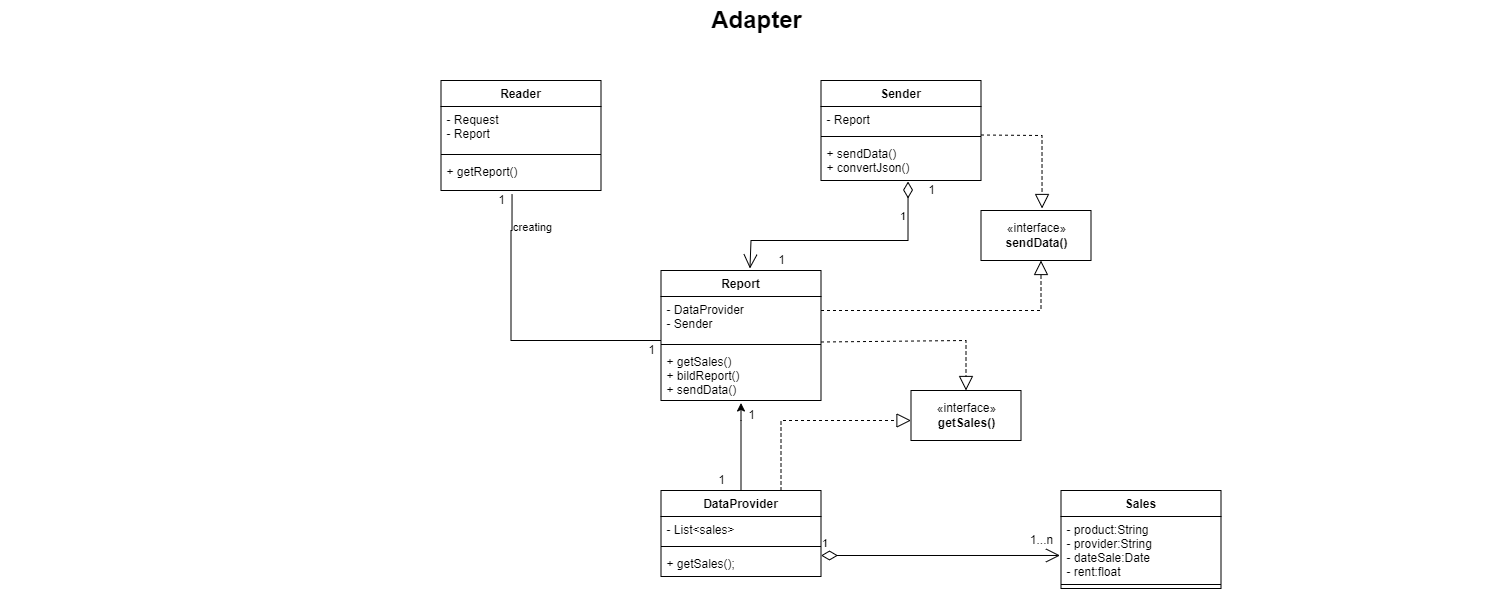 Adapter
Reader
- Request
- Report
+ getReport()
1
creating
Sender
- Report
+ sendData()
+ convertJson()
1
1
1
«interface»
sendData()
Report
- DataProvider
- Sender
+ getSales()
+ bildReport()
+ sendData()
1
1
«interface»
getSales()
1
DataProvider
- List<sales>
+ getSales();
1
1...n
Sales
- product:String
- provider:String
- dateSale:Date
- rent:float